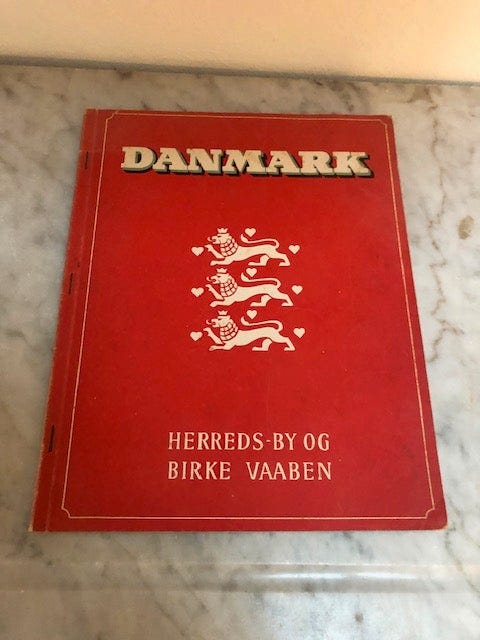 DANMARK
HERREDS-BY OG
BIRKE VAABEN